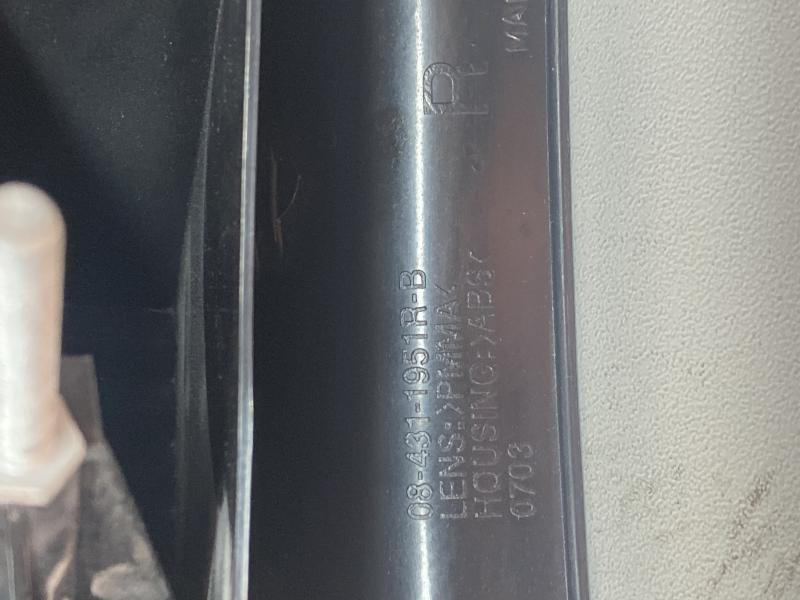 08-431-1951R-B
LENS:>PMMA<
HOUSING:>ABS<
0703
R